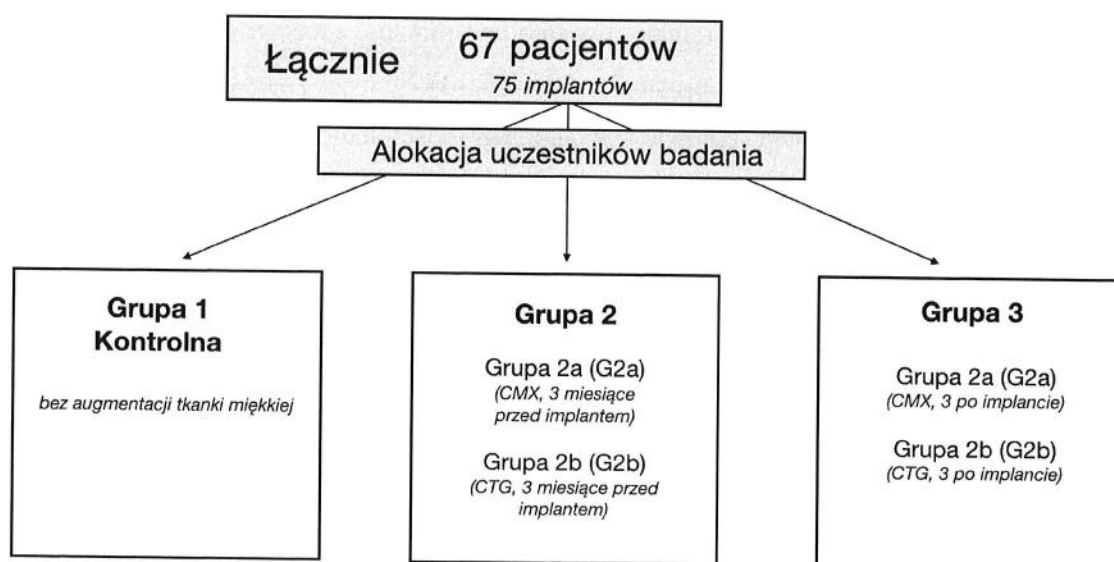 Łącznie 67 pacjentów
75 implantów
Alokacja uczestników badania
Grupa 1
Kontrolna
bez augmentacji tkanki miękkiej
Grupa 2
Grupa 2a (G2a)
(CMX, 3 miesiące
przed implantem)
Grupa 2b (G2b)
(CTG, 3 miesiące przed
implantem)
Grupa 3
Grupa 2a (G2a)
(CMX, 3 po implancie)
Grupa 2b (G2b)
(CTG, 3 po implancie)